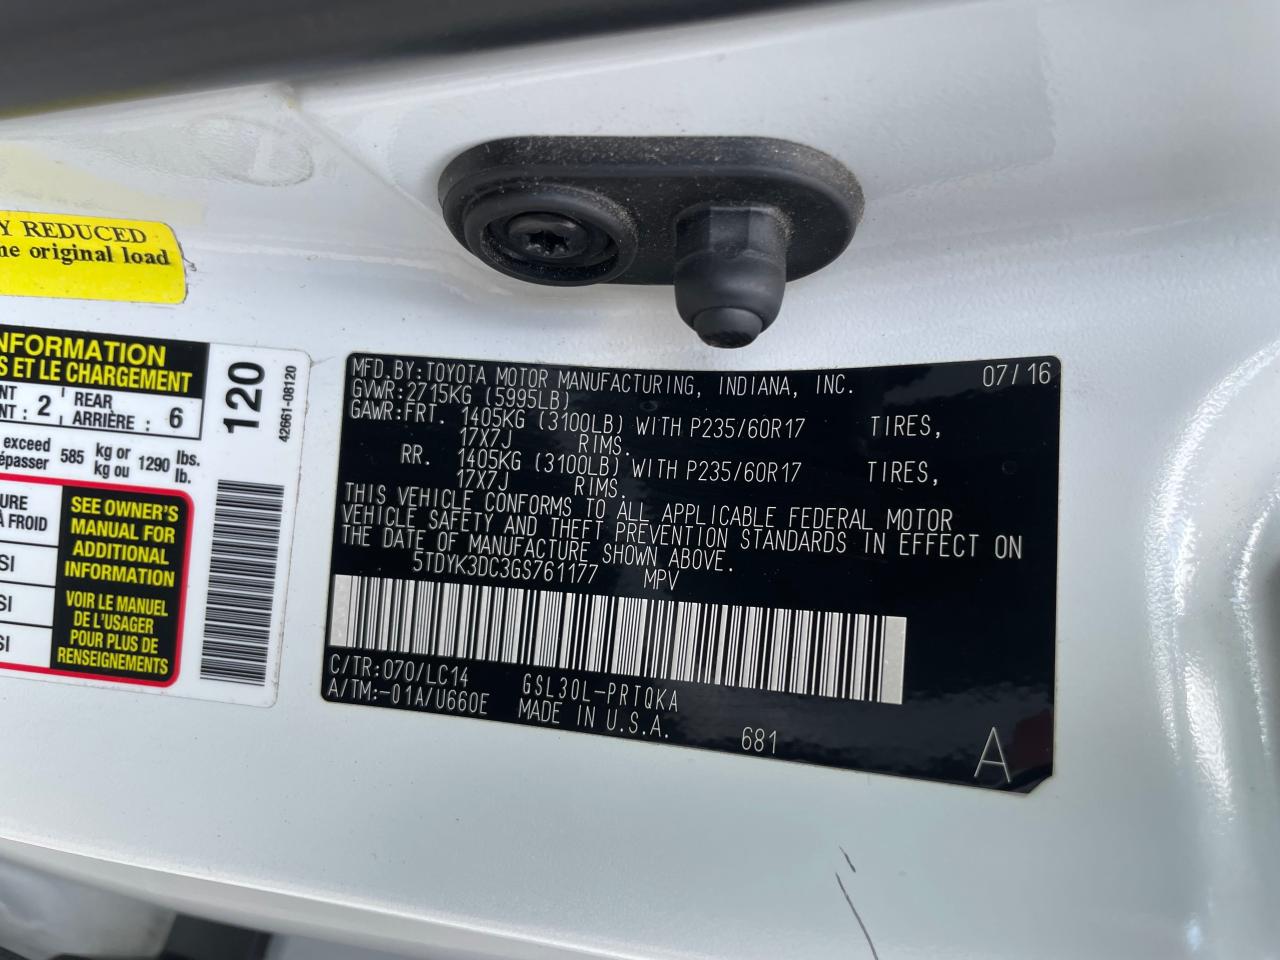 Y REDUCED
ne original load
NFORMATION
S ET LE CHARGEMENT
NT : 2 REAR
ARRIÈRE : 6
exceed
épasser 585 kg or
kg ou 1290 lbs.
lb.
URE
À FROID
SI
SI
SI
SEE OWNER'S
MANUAL FOR
ADDITIONAL
INFORMATION
VOIR LE MANUEL
DE L'USAGER
POUR PLUS DE
RENSEIGNEMENTS
120
42661-08120
MFD.BY:TOYOTA MOTOR MANUFACTURING, INDIANA, INC. 07/16
GVWR:2715KG (5995LB)
GAWR:FRT. 1405KG (3100LB) WITH P235/60R17 TIRES,
17X7J RIMS.
RR. 1405KG (3100LB) WITH P235/60R17 TIRES,
17X7J RIMS.
THIS VEHICLE CONFORMS TO ALL APPLICABLE FEDERAL MOTOR
VEHICLE SAFETY AND THEFT PREVENTION STANDARDS IN EFFECT ON
THE DATE OF MANUFACTURE SHOWN ABOVE.
5TDYK3DC3GS761177 MPV
C/TR:070/LC14 GSL30L-PRTQKA
A/TM:-01A/U660E MADE IN U.S.A. 681
A